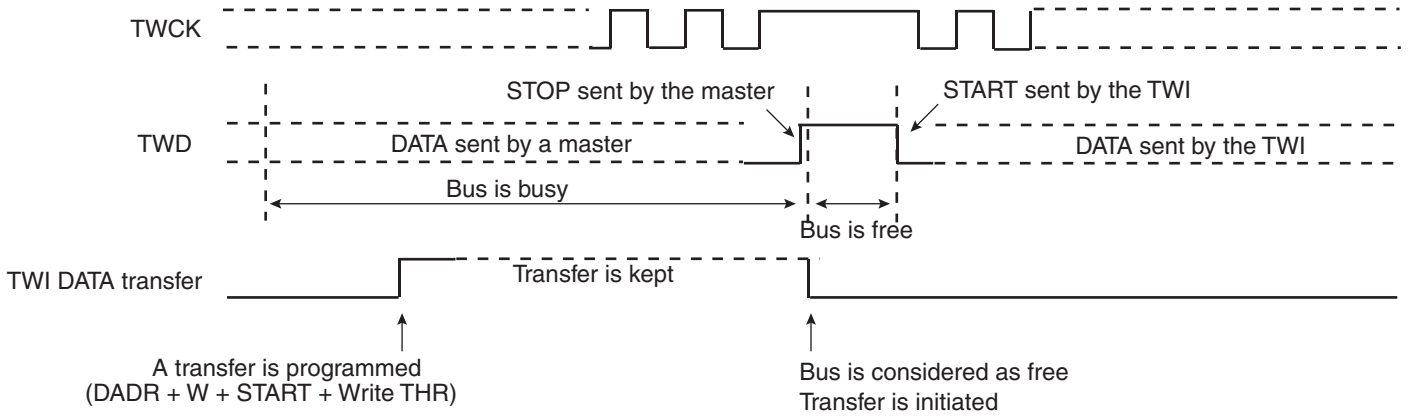 TWCK
STOP sent by the master
START sent by the TWI
TWD
DATA sent by a master
DATA sent by the TWI
Bus is busy
Bus is free
TWI DATA transfer
Transfer is kept
A transfer is programmed
(DADR + W + START + Write THR)
Bus is considered as free
Transfer is initiated